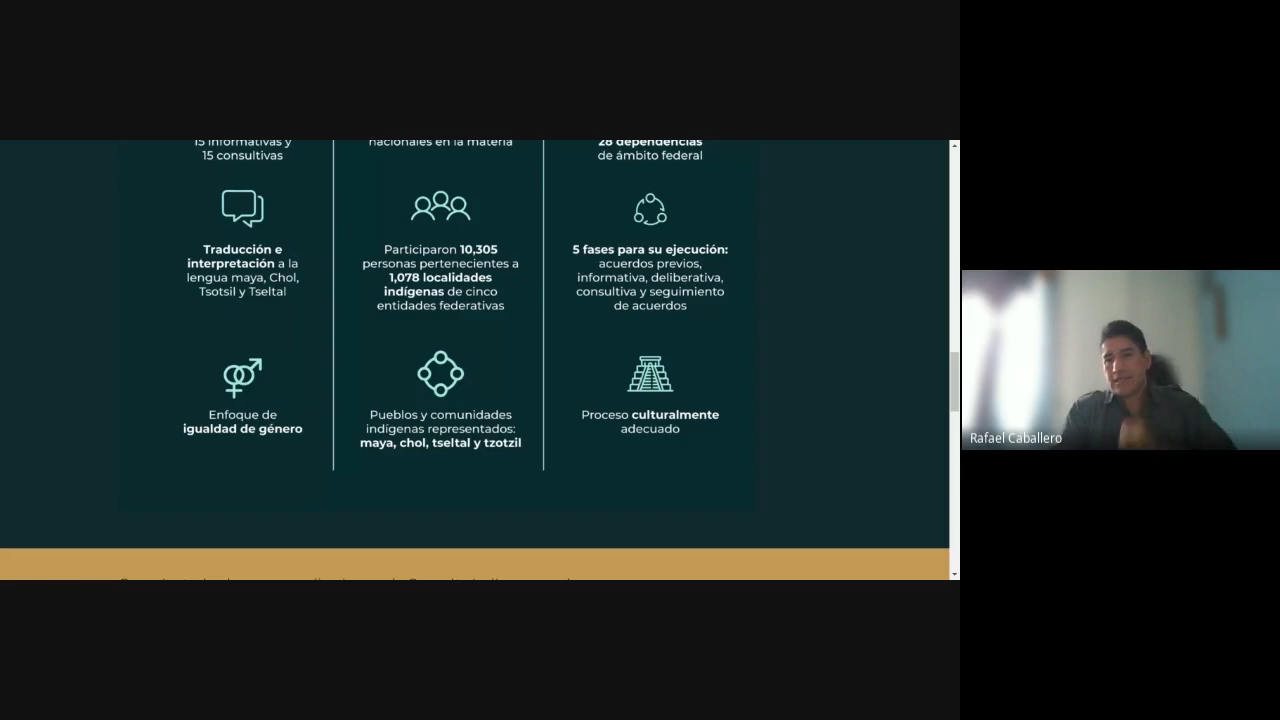 15 informativas y
15 consultivas
nacionales en la materia
28 dependencias
de ámbito federal
Traducción e
interpretación a la
lengua maya, Chol,
Tsotsil y Tseltal
Participaron 10,305
personas pertenecientes a
1,078 localidades
indígenas de cinco
entidades federativas
5 fases para su ejecución:
acuerdos previos,
informativa, deliberativa,
consultiva y seguimiento
de acuerdos
Enfoque de
igualdad de género
Pueblos y comunidades
indígenas representados:
maya, chol, tseltal y tzotzil
Proceso culturalmente
adecuado
Rafael Caballero